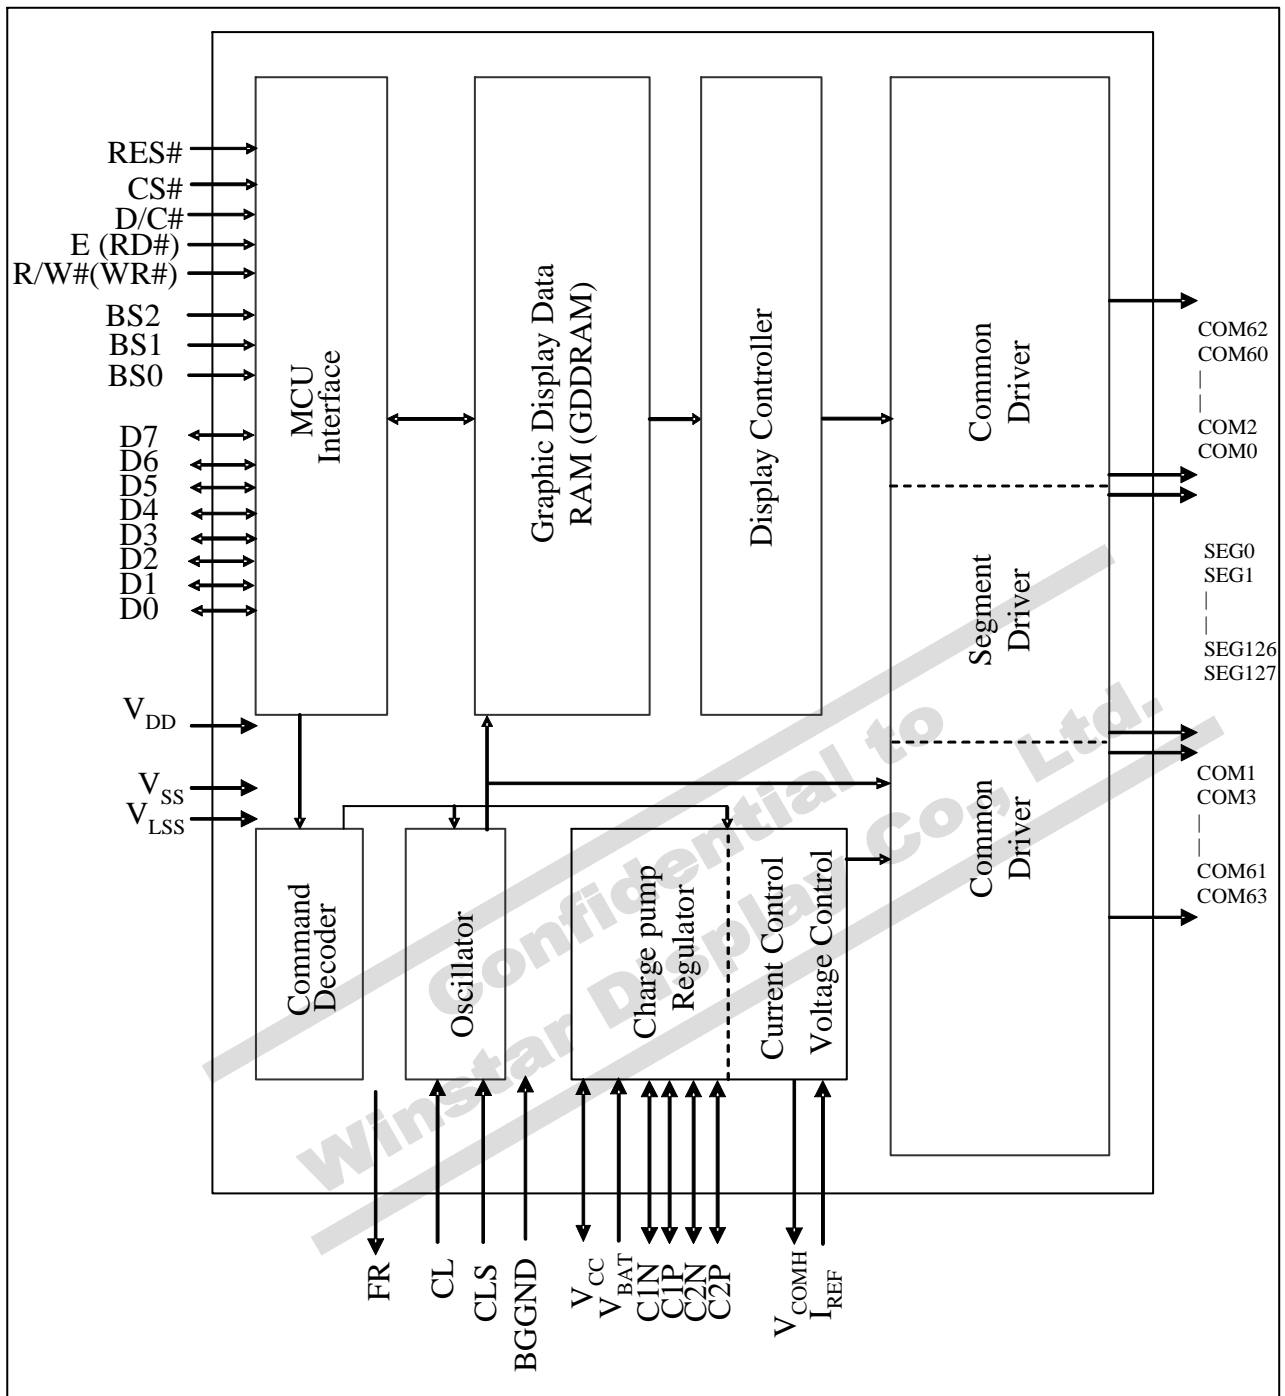 RES#
CS#
D/C#
E (RD#)
R/W#(WR#)
BS2
BS1
BS0
D7
D6
D5
D4
D3
D2
D1
D0
VDD
VSS
VLSS
MCU
Interface
Graphic Display Data
RAM (GDDRAM)
Display Controller
Common
Driver
Segment
Driver
Common
Driver
COM62
COM60
|
|
COM2
COM0
SEG0
SEG1
|
|
SEG126
SEG127
COM1
COM3
|
|
COM61
COM63
Command
Decoder
Oscillator
Charge pump
Regulator
Current Control
Voltage Control
FR
CL
CLS
BGGND
VCC
VBAT
C1N
C1P
C2N
C2P
VCOMH
IREF
Confidential to
Winstar Display Co., Ltd.